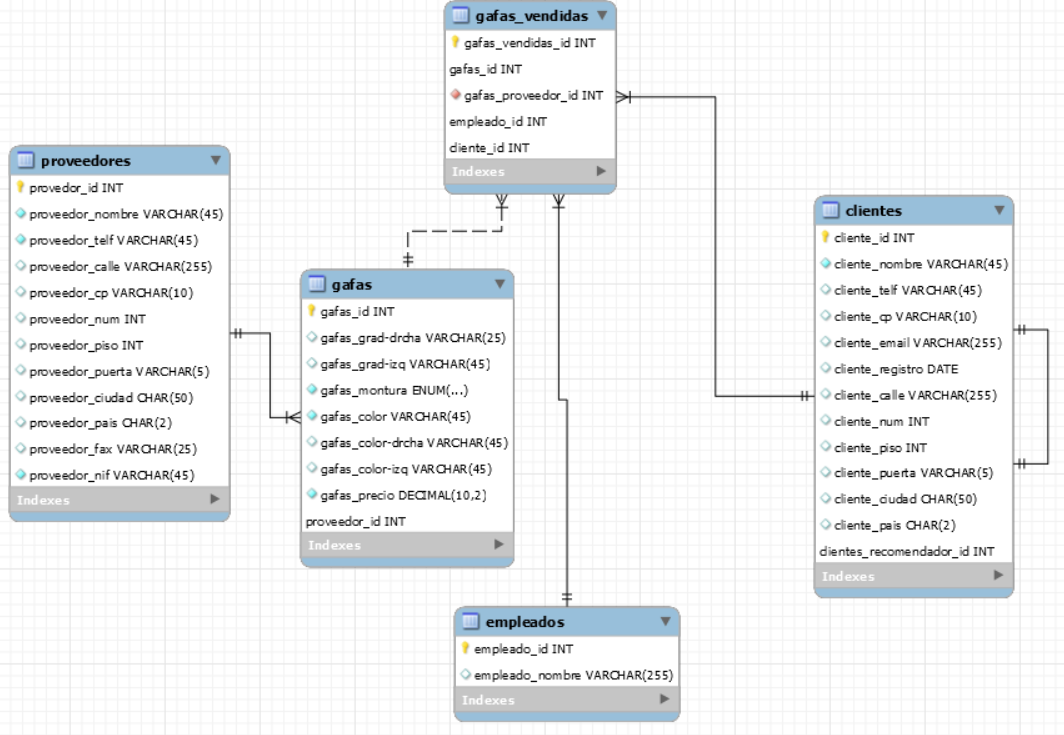 gafas_vendidas
gafas_vendidas_id INT
gafas_id INT
gafas_proveedor_id INT
empleado_id INT
cliente_id INT
Indexes
proveedores
provedor_id INT
proveedor_nombre VARCHAR(45)
proveedor_telf VARCHAR(45)
proveedor_calle VARCHAR(255)
proveedor_cp VARCHAR(10)
proveedor_num INT
proveedor_piso INT
proveedor_puerta VARCHAR(5)
proveedor_ciudad CHAR(50)
proveedor_pais CHAR(2)
proveedor_fax VARCHAR(25)
proveedor_nif VARCHAR(45)
Indexes
gafas
gafas_id INT
gafas_grad-drcha VARCHAR(25)
gafas_grad-izq VARCHAR(45)
gafas_montura ENUM(...)
gafas_color VARCHAR(45)
gafas_color-drcha VARCHAR(45)
gafas_color-izq VARCHAR(45)
gafas_precio DECIMAL(10,2)
proveedor_id INT
Indexes
clientes
cliente_id INT
cliente_nombre VARCHAR(45)
cliente_telf VARCHAR(45)
cliente_cp VARCHAR(10)
cliente_email VARCHAR(255)
cliente_registro DATE
cliente_calle VARCHAR(255)
cliente_num INT
cliente_piso INT
cliente_puerta VARCHAR(5)
cliente_ciudad CHAR(50)
cliente_pais CHAR(2)
clientes_recomendador_id INT
Indexes
empleados
empleado_id INT
empleado_nombre VARCHAR(255)
Indexes